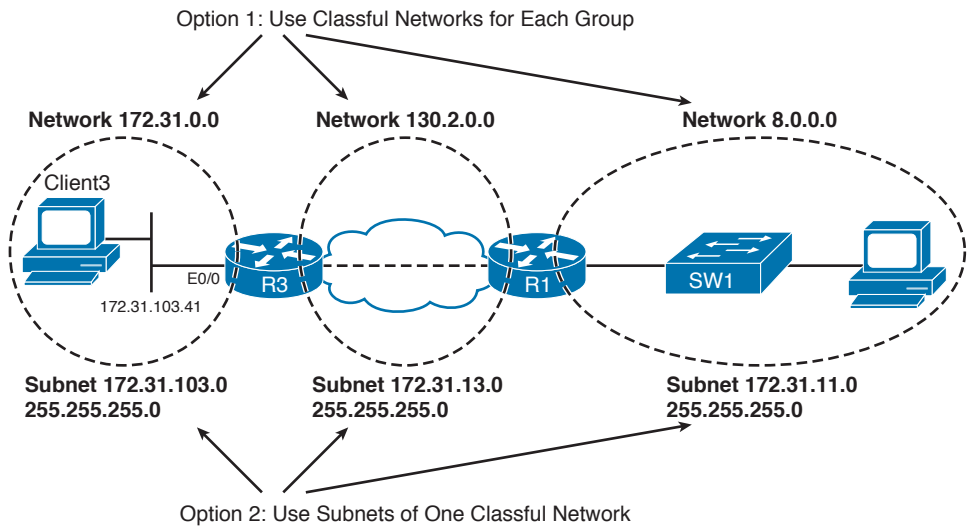 Option 1: Use Classful Networks for Each Group
Network 172.31.0.0
Network 130.2.0.0
Network 8.0.0.0
Client3
E0/0
172.31.103.41
R3
R1
SW1
Subnet 172.31.103.0
255.255.255.0
Subnet 172.31.13.0
255.255.255.0
Subnet 172.31.11.0
255.255.255.0
Option 2: Use Subnets of One Classful Network